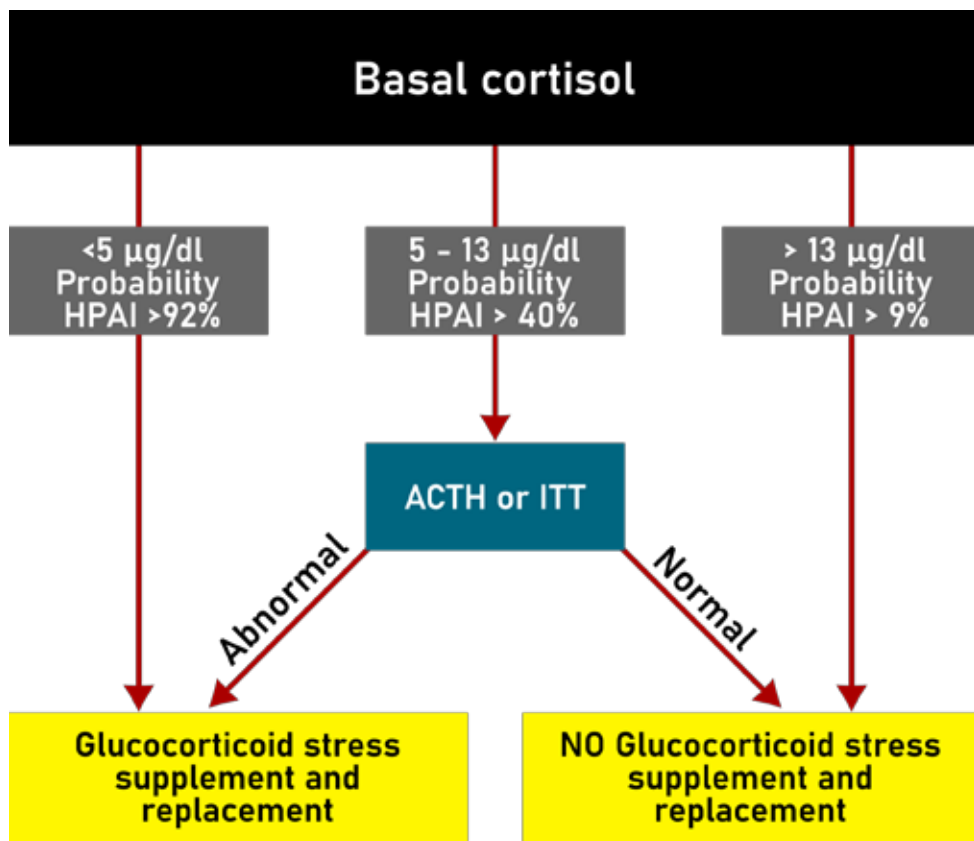 Basal cortisol
<5 µg/dl
Probability
HPAI >92%
5 - 13 µg/dl
Probability
HPAI > 40%
> 13 µg/dl
Probability
HPAI > 9%
ACTH or ITT
Abnormal
Normal
Glucocorticoid stress
supplement and
replacement
NO Glucocorticoid stress
supplement and
replacement